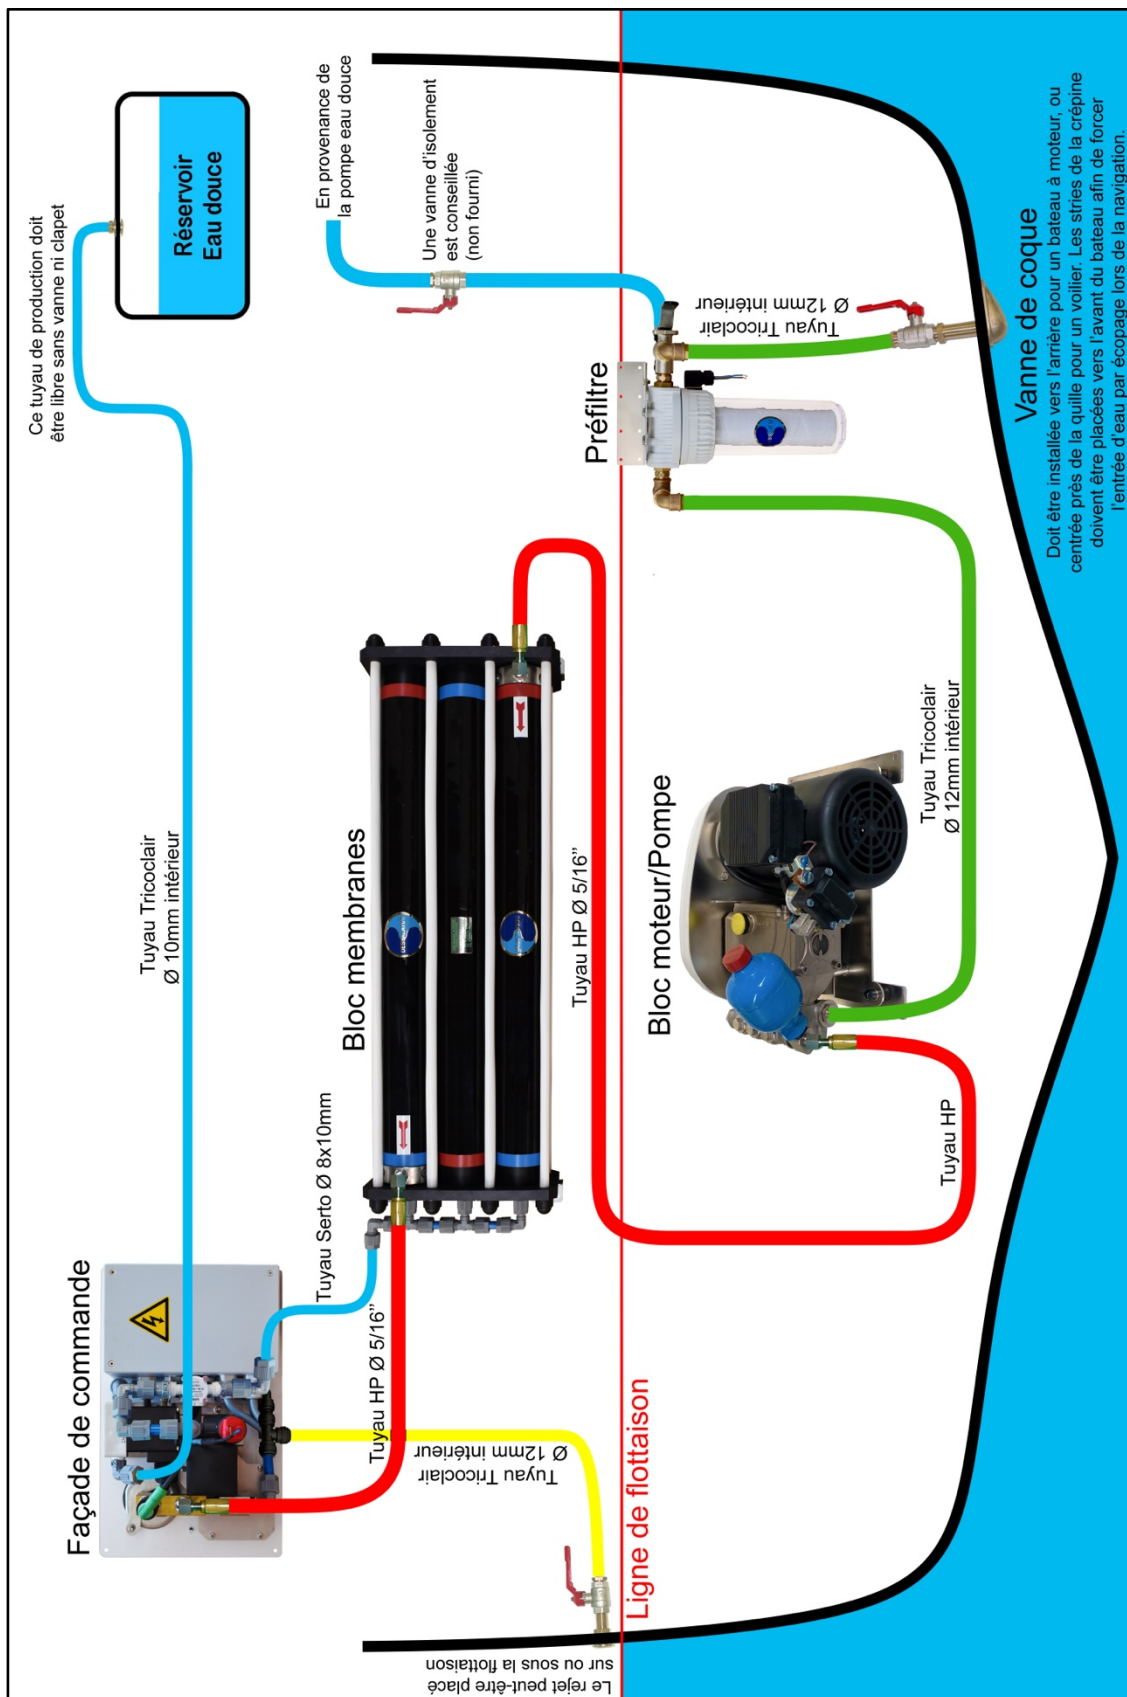 Façade de commande
Ce tuyau de production doit
être libre sans vanne ni clapet
Réservoir
Eau douce
Tuyau Tricoclair
Ø 10mm intérieur
En provenance de
la pompe eau douce
Une vanne d'isolement
est conseillée
(non fourni)
Tuyau Serto Ø 8x10mm
Tuyau HP Ø 5/16"
Bloc membranes
Tuyau Tricoclair
Ø 12mm intérieur
Le rejet peut-être placé
sur ou sous la flottaison
Ligne de flottaison
Tuyau HP Ø 5/16"
Préfiltre
Tuyau Tricoclair
Ø 12mm intérieur
Bloc moteur/Pompe
Tuyau HP
Tuyau Tricoclair
Ø 12mm intérieur
Vanne de coque
Doit être installée vers l'arrière pour un bateau à moteur, ou
centrée près de la quille pour un voilier. Les stries de la crépine
doivent être placées vers l'avant du bateau afin de forcer
l'entrée d'eau par écopage lors de la navigation.